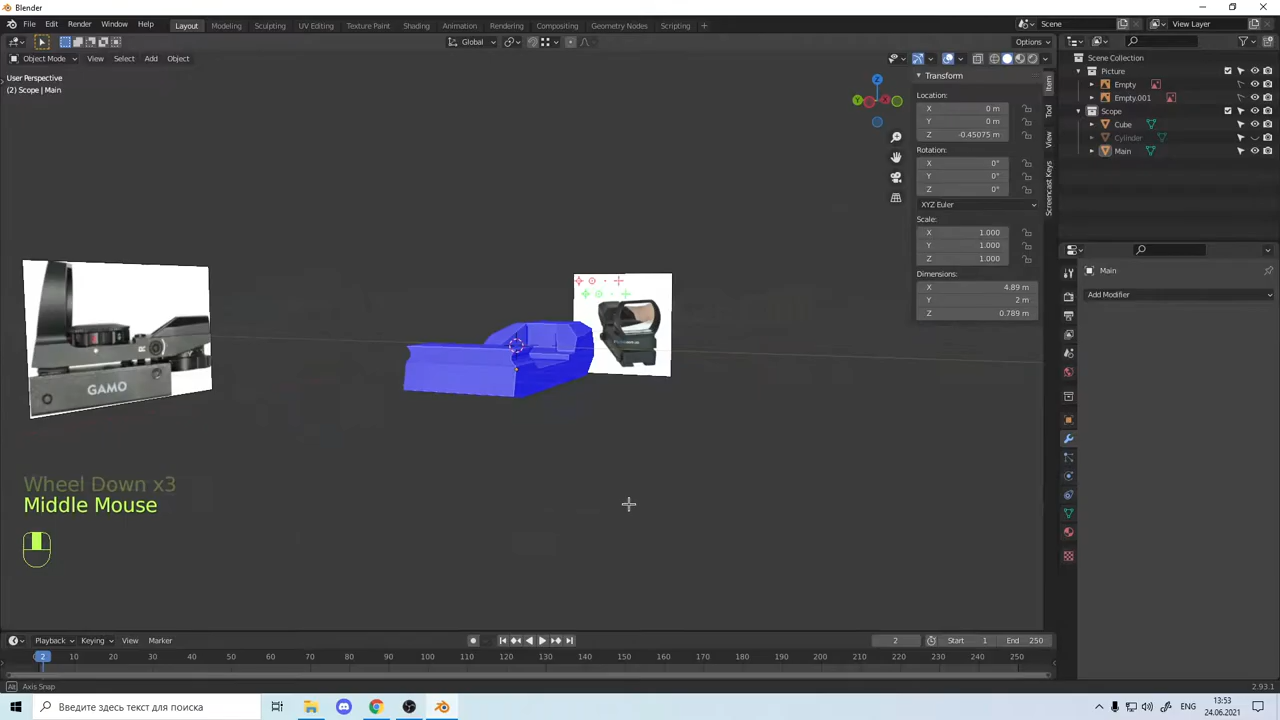 Blender
File Edit Render Window Help Layout Modeling Sculpting UV Editing Texture Paint Shading Animation Rendering Compositing Geometry Nodes Scripting + Scene View Layer
Global Options
Object Mode View Select Add Object
User Perspective
(2) Scope | Main
Transform
Location:
X 0 m
Y 0 m
Z -0.45075 m
Rotation:
X 0°
Y 0°
Z 0°
XYZ Euler
Scale:
X 1.000
Y 1.000
Z 1.000
Dimensions:
X 4.89 m
Y 2 m
Z 0.789 m
Item
Tool
View
Screencast Keys
Scene Collection
Picture
Empty
Empty.001
Scope
Cube
Cylinder
Main
Main
Add Modifier
Z
Y
R
GAMO
Wheel Down x3
Middle Mouse
Playback Keying View Marker 2 Start 1 End 250
2 10 20 30 40 50 60 70 80 90 100 110 120 130 140 150 160 170 180 190 200 210 220 230 240 250
Axis Snap 2.93.1
Введите здесь текст для поиска
ENG
13:53
24.06.2021